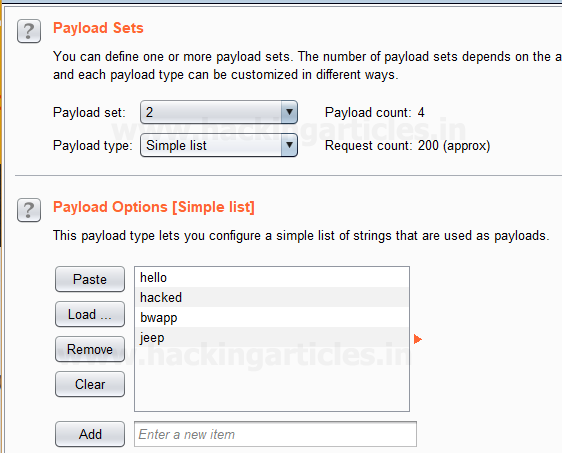 Payload Sets
You can define one or more payload sets. The number of payload sets depends on the a
and each payload type can be customized in different ways.
Payload set: 2 Payload count: 4
www.hackingarticles.in
Payload type: Simple list Request count: 200 (approx)
Payload Options [Simple list]
This payload type lets you configure a simple list of strings that are used as payloads.
Paste
Load ...
Remove
Clear
hello
hacked
bwapp
jeep
www.hackingarticles.in
Add Enter a new item